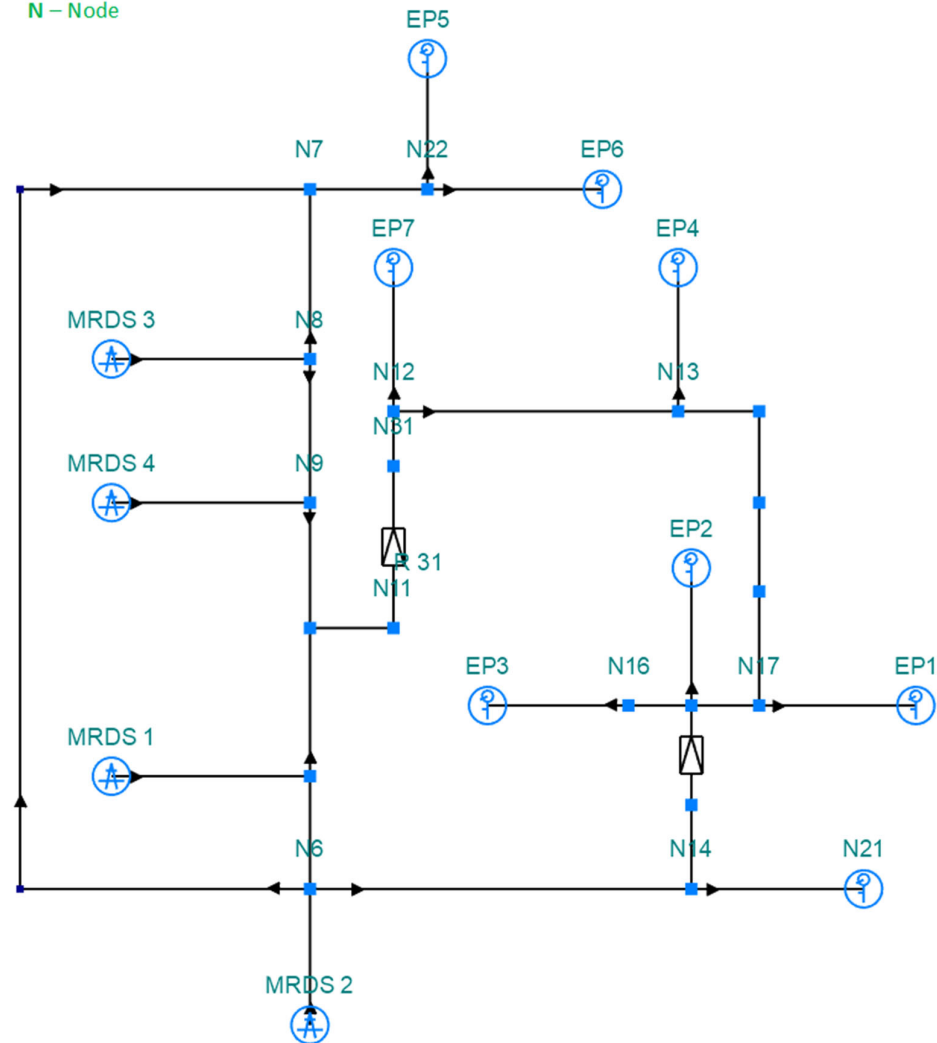 N – Node
EP5
N7
N22
EP6
EP7
EP4
MRDS 3
N8
N12
N13
N31
MRDS 4
N9
EP2
R 31
N11
EP3
N16
N17
EP1
MRDS 1
N6
N14
N21
MRDS 2